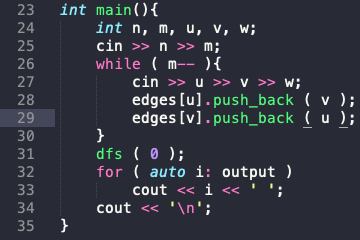 23 int main(){
24     int n, m, u, v, w;
25     cin >> n >> m;
26     while ( m-- ){
27         cin >> u >> v >> w;
28         edges[u].push_back ( v );
29         edges[v].push_back ( u );
30     }
31     dfs ( 0 );
32     for ( auto i: output )
33         cout << i << ' ';
34     cout << '\n';
35 }